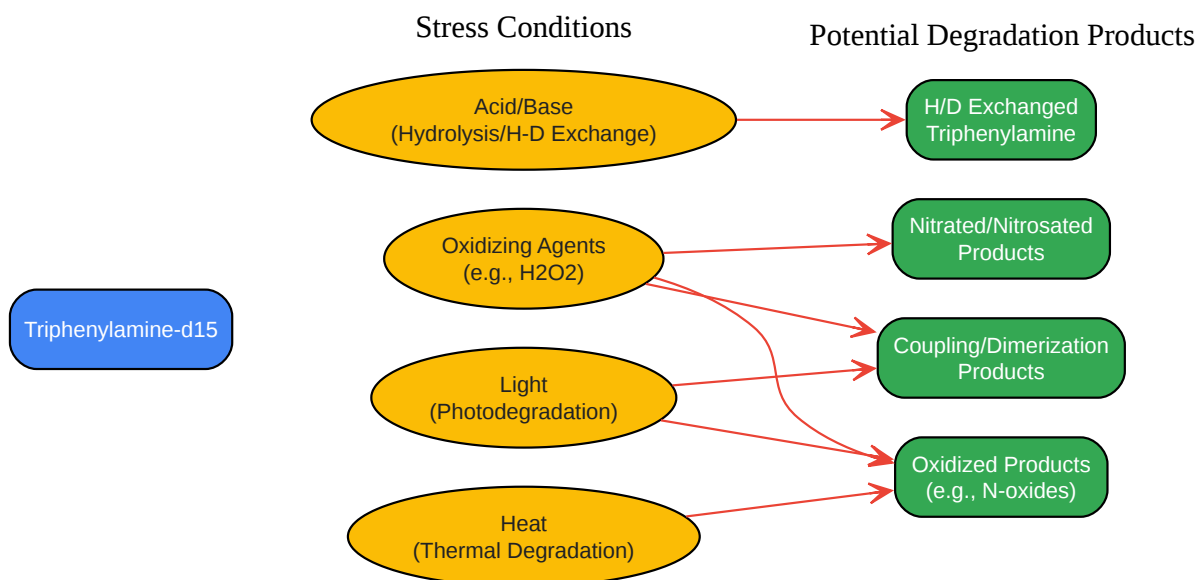 Stress Conditions
Potential Degradation Products
Acid/Base
(Hydrolysis/H-D Exchange)
H/D Exchanged
Triphenylamine
Oxidizing Agents
(e.g., H2O2)
Nitrated/Nitrosated
Products
Triphenylamine-d15
Coupling/Dimerization
Products
Light
(Photodegradation)
Oxidized Products
(e.g., N-oxides)
Heat
(Thermal Degradation)